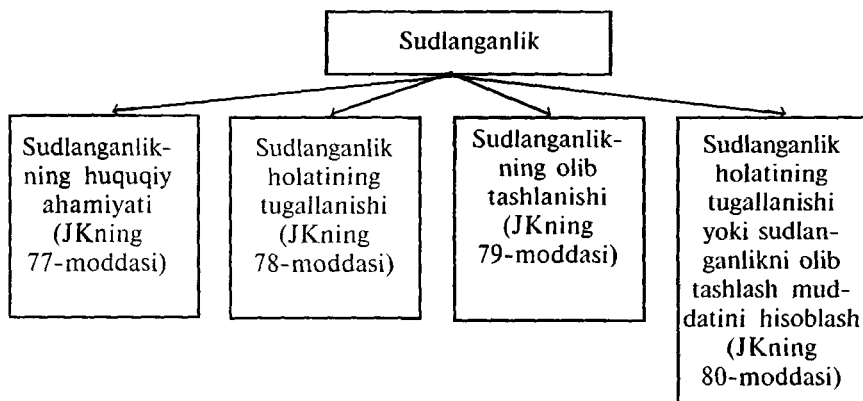 Sudlanganlik
Sudlanganlik-
ning huquqiy
ahamiyati
(JKning
77-moddasi)
Sudlanganlik
holatining
tugallanishi
(JKning
78-moddasi)
Sudlanganlik-
ning olib
tashlanishi
(JKning
79-moddasi)
Sudlanganlik
holatining
tugallanishi
yoki sudlan-
ganlikni olib
tashlash mud-
datini hisoblash
(JKning
80-moddasi)